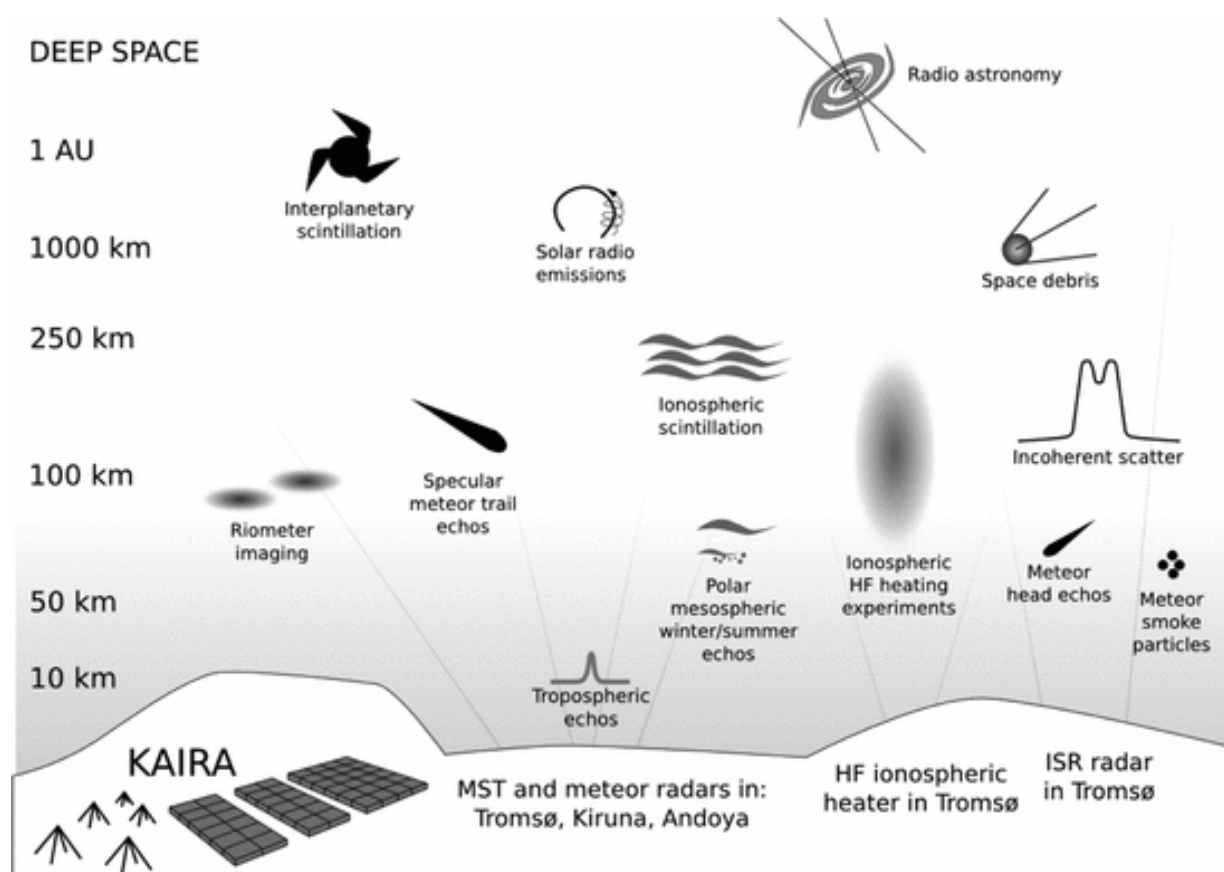 DEEP SPACE
Radio astronomy
1 AU
Interplanetary
scintillation
1000 km
Solar radio
emissions
Space debris
250 km
Ionospheric
scintillation
Incoherent scatter
100 km
Specular
meteor trail
echos
Riometer
imaging
Ionospheric
HF heating
experiments
Meteor
head echos
Polar
mesospheric
winter/summer
echos
Meteor
smoke
particles
50 km
10 km
Tropospheric
echos
KAIRA
MST and meteor radars in:
Tromsø, Kiruna, Andoya
HF ionospheric
heater in Tromsø
ISR radar
in Tromsø